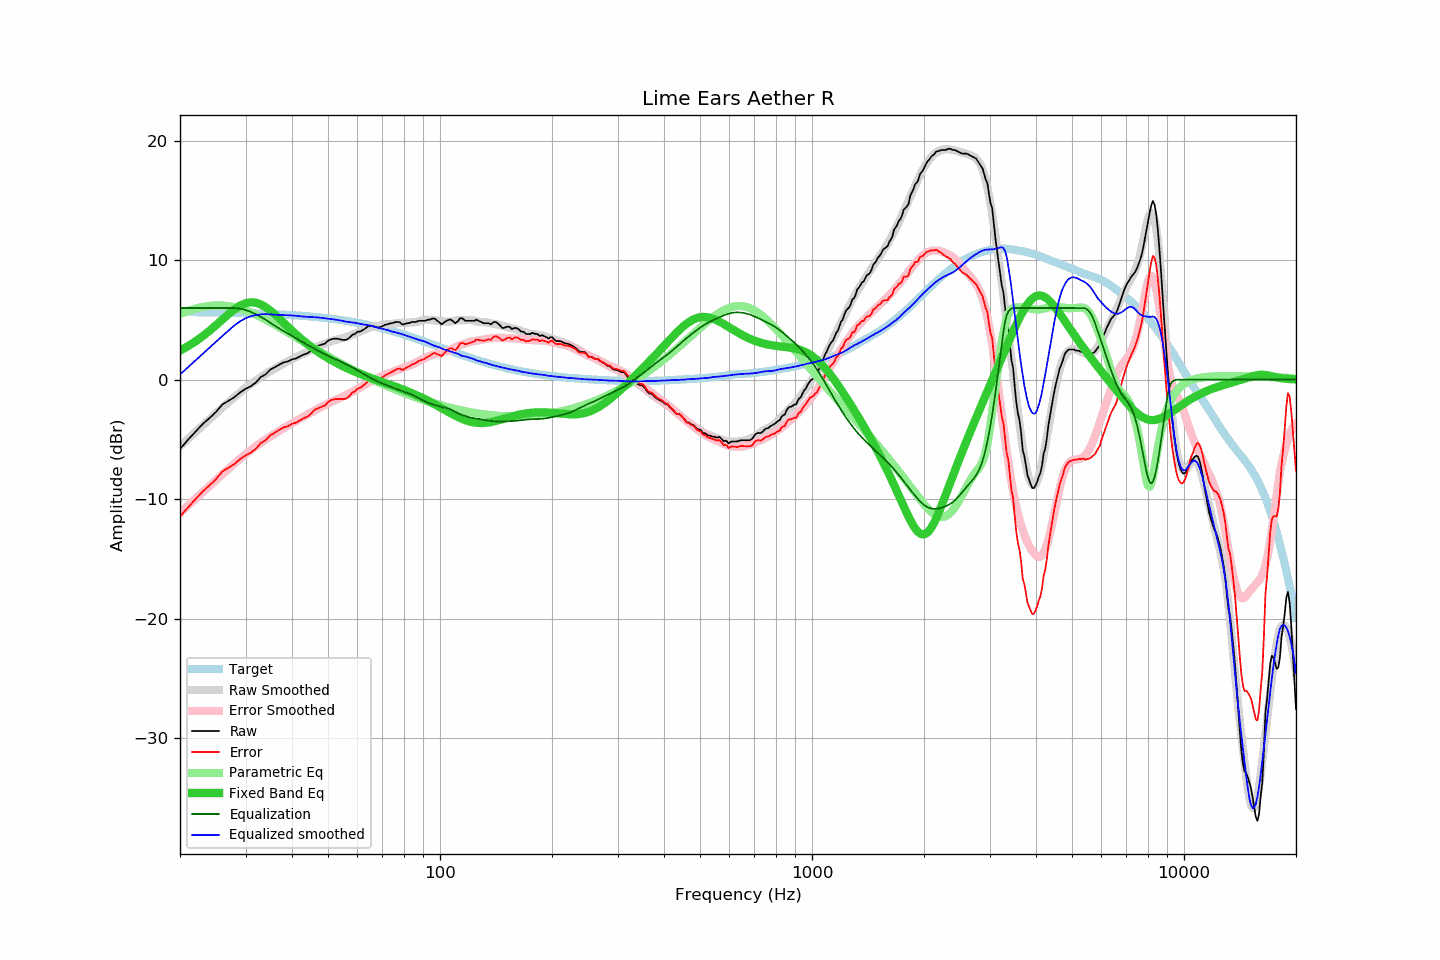 Lime Ears Aether R
Amplitude (dBr)
20
10
0
−10
−20
−30
Target
Raw Smoothed
Error Smoothed
Raw
Error
Parametric Eq
Fixed Band Eq
Equalization
Equalized smoothed
100
1000
10000
Frequency (Hz)